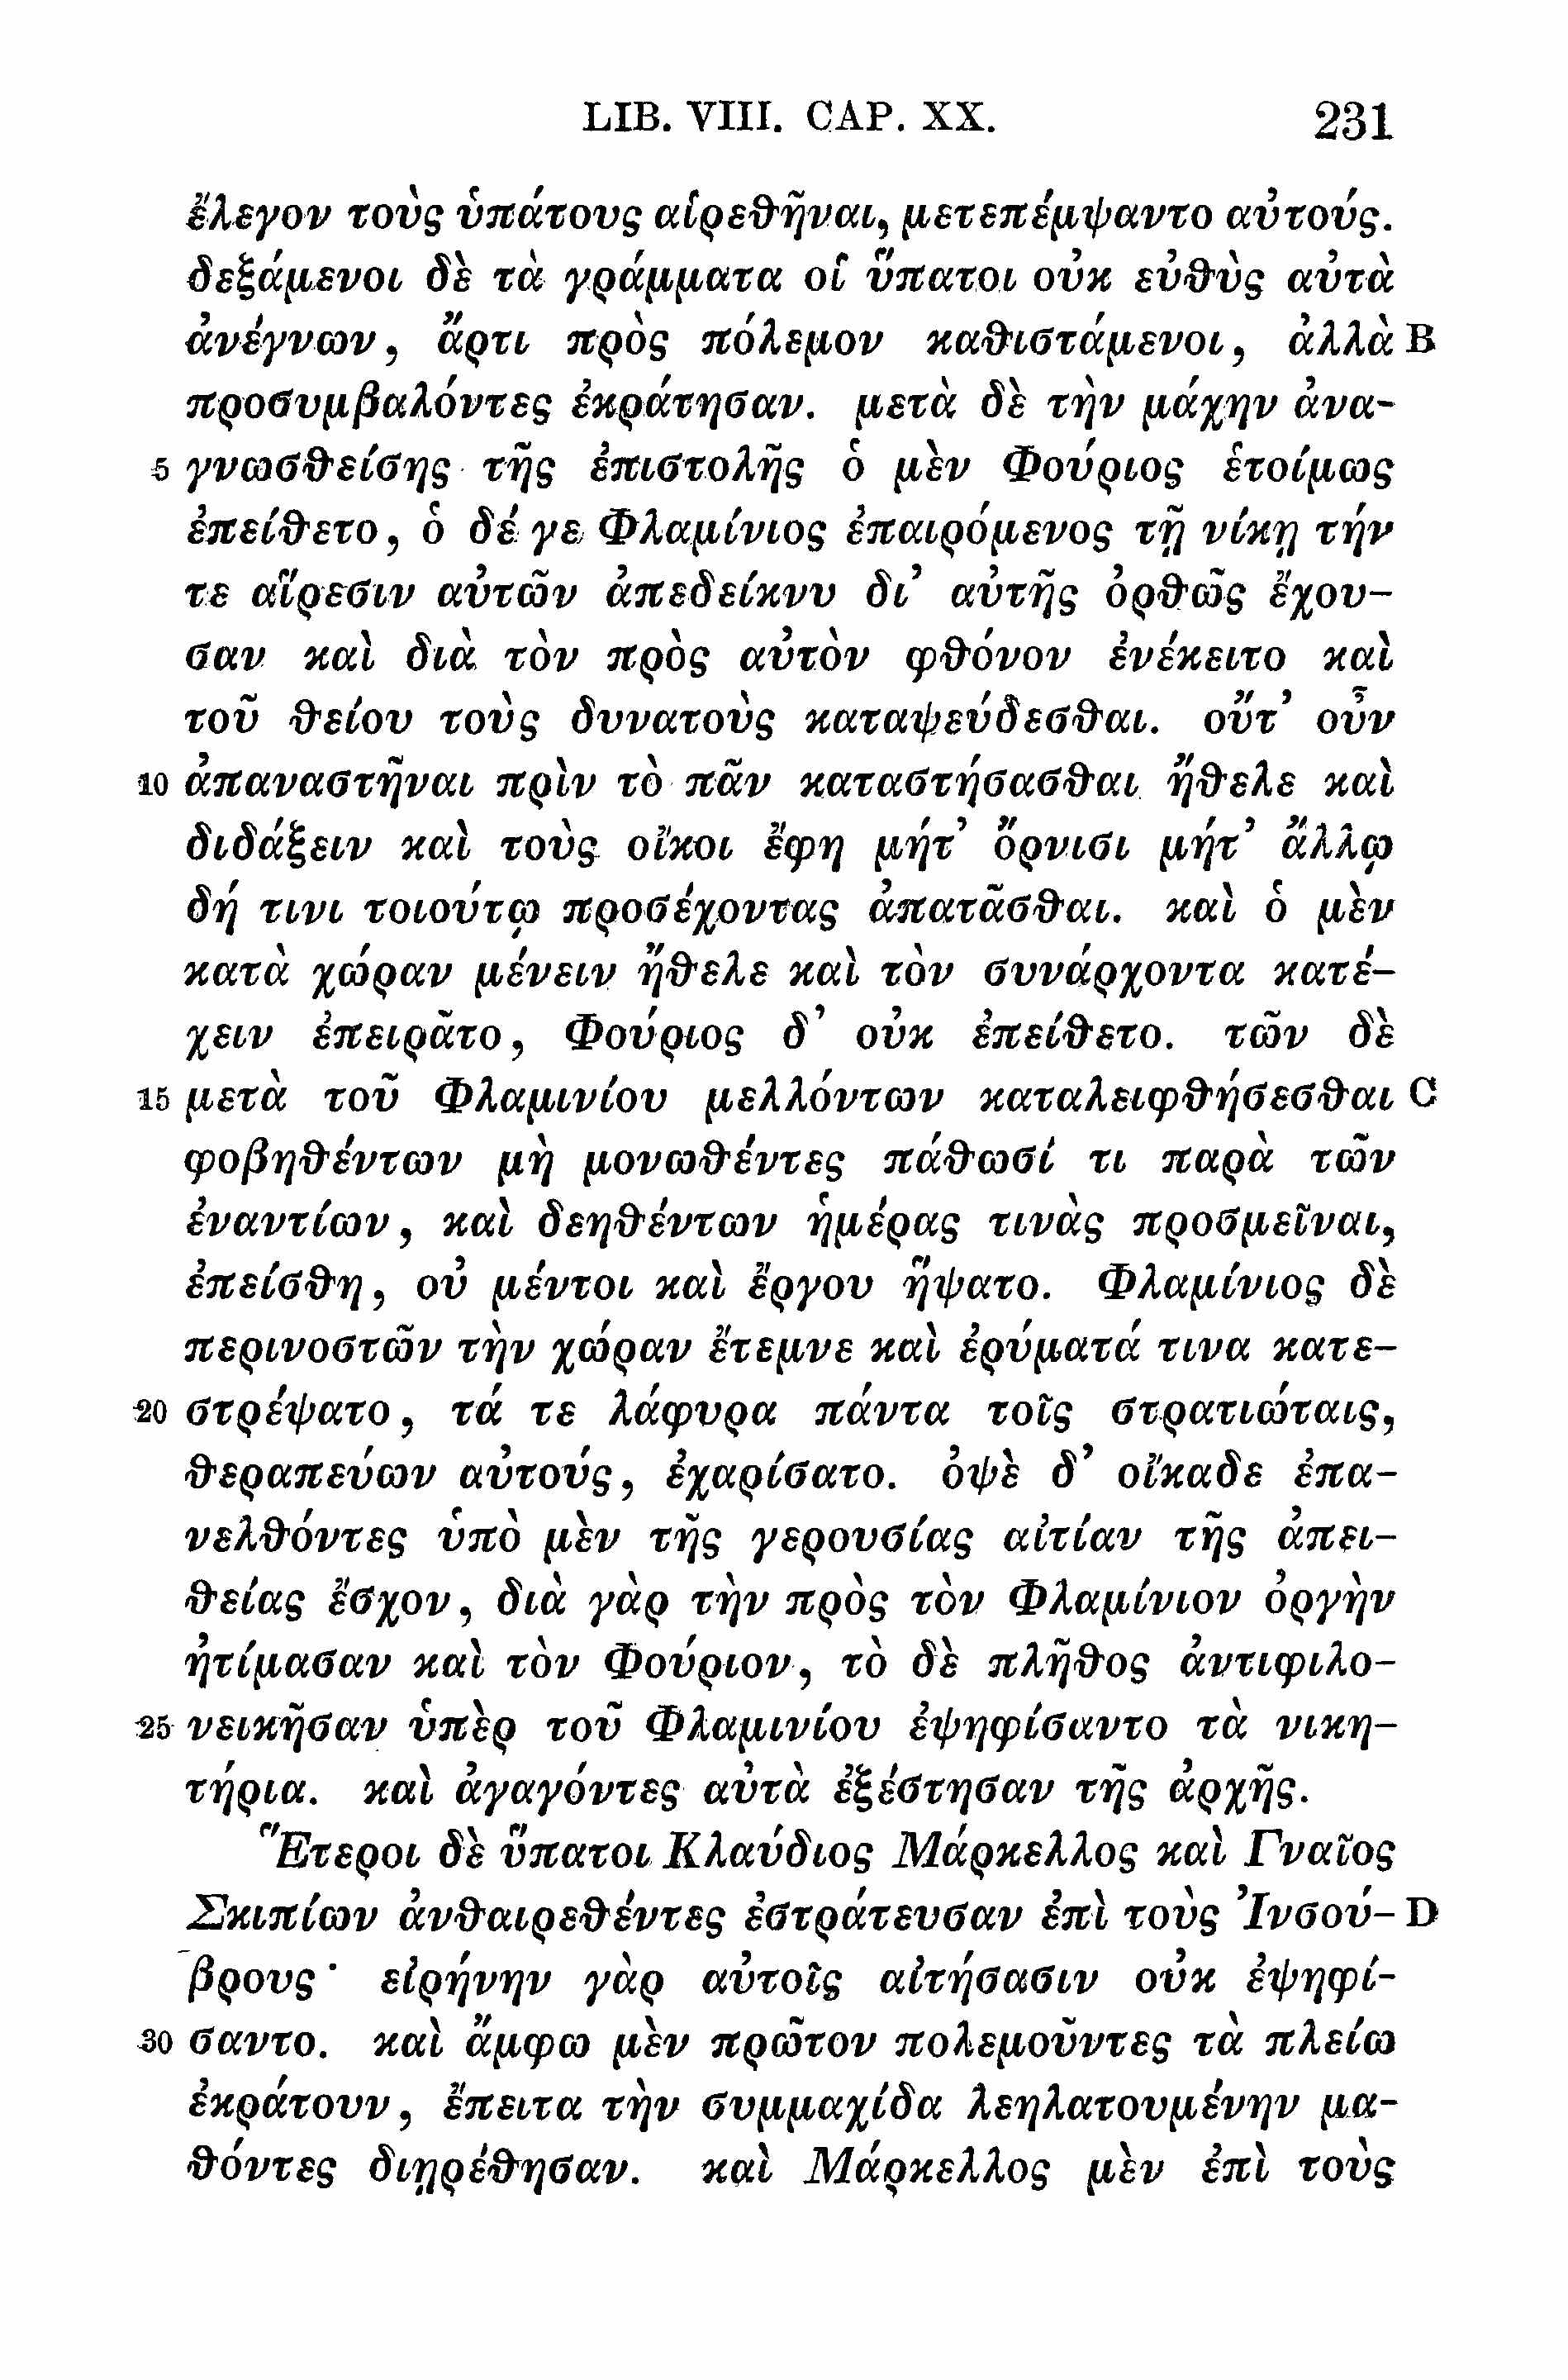 LIB. VIII. CAP. XX. 231
ἔλεγον τοὺς ὑπάτους αἱρεθῆναι, μετεπέμψαντο αὐτούς.
δεξάμενοι δὲ τὰ γράμματα οἱ ὕπατοι οὐκ εὐθὺς αὐτὰ
ἀνέγνων, ἄρτι πρὸς πόλεμον καθιστάμενοι, ἀλλὰ B
προσυμβαλόντες ἐκράτησαν. μετὰ δὲ τὴν μάχην ἀνα-
5 γνωσθείσης τῆς ἐπιστολῆς ὁ μὲν Φούριος ἑτοίμως
ἐπείθετο, ὁ δέ γε Φλαμίνιος ἐπαιρόμενος τῇ νίκῃ τήν
τε αἵρεσιν αὐτῶν ἀπεδείκνυ δι᾽ αὐτῆς ὀρθῶς ἔχου-
σαν καὶ διὰ τὸν πρὸς αὐτὸν φθόνον ἐνέκειτο καὶ
τοῦ θείου τοὺς δυνατοὺς καταψεύδεσθαι. οὔτ᾽ οὖν
10 ἀπαναστῆναι πρὶν τὸ πᾶν καταστήσασθαι ἤθελε καὶ
διδάξειν καὶ τοὺς οἴκοι ἔφη μήτ᾽ ὄρνισι μήτ᾽ ἄλλῳ
δή τινι τοιούτῳ προσέχοντας ἀπατᾶσθαι. καὶ ὁ μὲν
κατὰ χώραν μένειν ἤθελε καὶ τὸν συνάρχοντα κατέ-
χειν ἐπειρᾶτο, Φούριος δ᾽ οὐκ ἐπείθετο. τῶν δὲ
15 μετὰ τοῦ Φλαμινίου μελλόντων καταλειφθήσεσθαι C
φοβηθέντων μὴ μονωθέντες πάθωσί τι παρὰ τῶν
ἐναντίων, καὶ δεηθέντων ἡμέρας τινὰς προσμεῖναι,
ἐπείσθη, οὐ μέντοι καὶ ἔργου ἥψατο. Φλαμίνιος δὲ
περινοστῶν τὴν χώραν ἔτεμνε καὶ ἐρύματά τινα κατε-
20 στρέψατο, τά τε λάφυρα πάντα τοῖς στρατιώταις,
θεραπεύων αὐτούς, ἐχαρίσατο. ὀψὲ δ᾽ οἴκαδε ἐπα-
νελθόντες ὑπὸ μὲν τῆς γερουσίας αἰτίαν τῆς ἀπει-
θείας ἔσχον, διὰ γὰρ τὴν πρὸς τὸν Φλαμίνιον ὀργὴν
ἠτίμασαν καὶ τὸν Φούριον, τὸ δὲ πλῆθος ἀντιφιλο-
25 νεικῆσαν ὑπὲρ τοῦ Φλαμινίου ἐψηφίσαντο τὰ νικη-
τήρια. καὶ ἀγαγόντες αὐτὰ ἐξέστησαν τῆς ἀρχῆς.
Ἕτεροι δὲ ὕπατοι Κλαύδιος Μάρκελλος καὶ Γναῖος
Σκιπίων ἀνθαιρεθέντες ἐστράτευσαν ἐπὶ τοὺς Ἰνσού- D
βρους· εἰρήνην γὰρ αὐτοῖς αἰτήσασιν οὐκ ἐψηφί-
30 σαντο. καὶ ἄμφω μὲν πρῶτον πολεμοῦντες τὰ πλείω
ἐκράτουν, ἔπειτα τὴν συμμαχίδα λεηλατουμένην μα-
θόντες διῃρέθησαν. καὶ Μάρκελλος μὲν ἐπὶ τοὺς